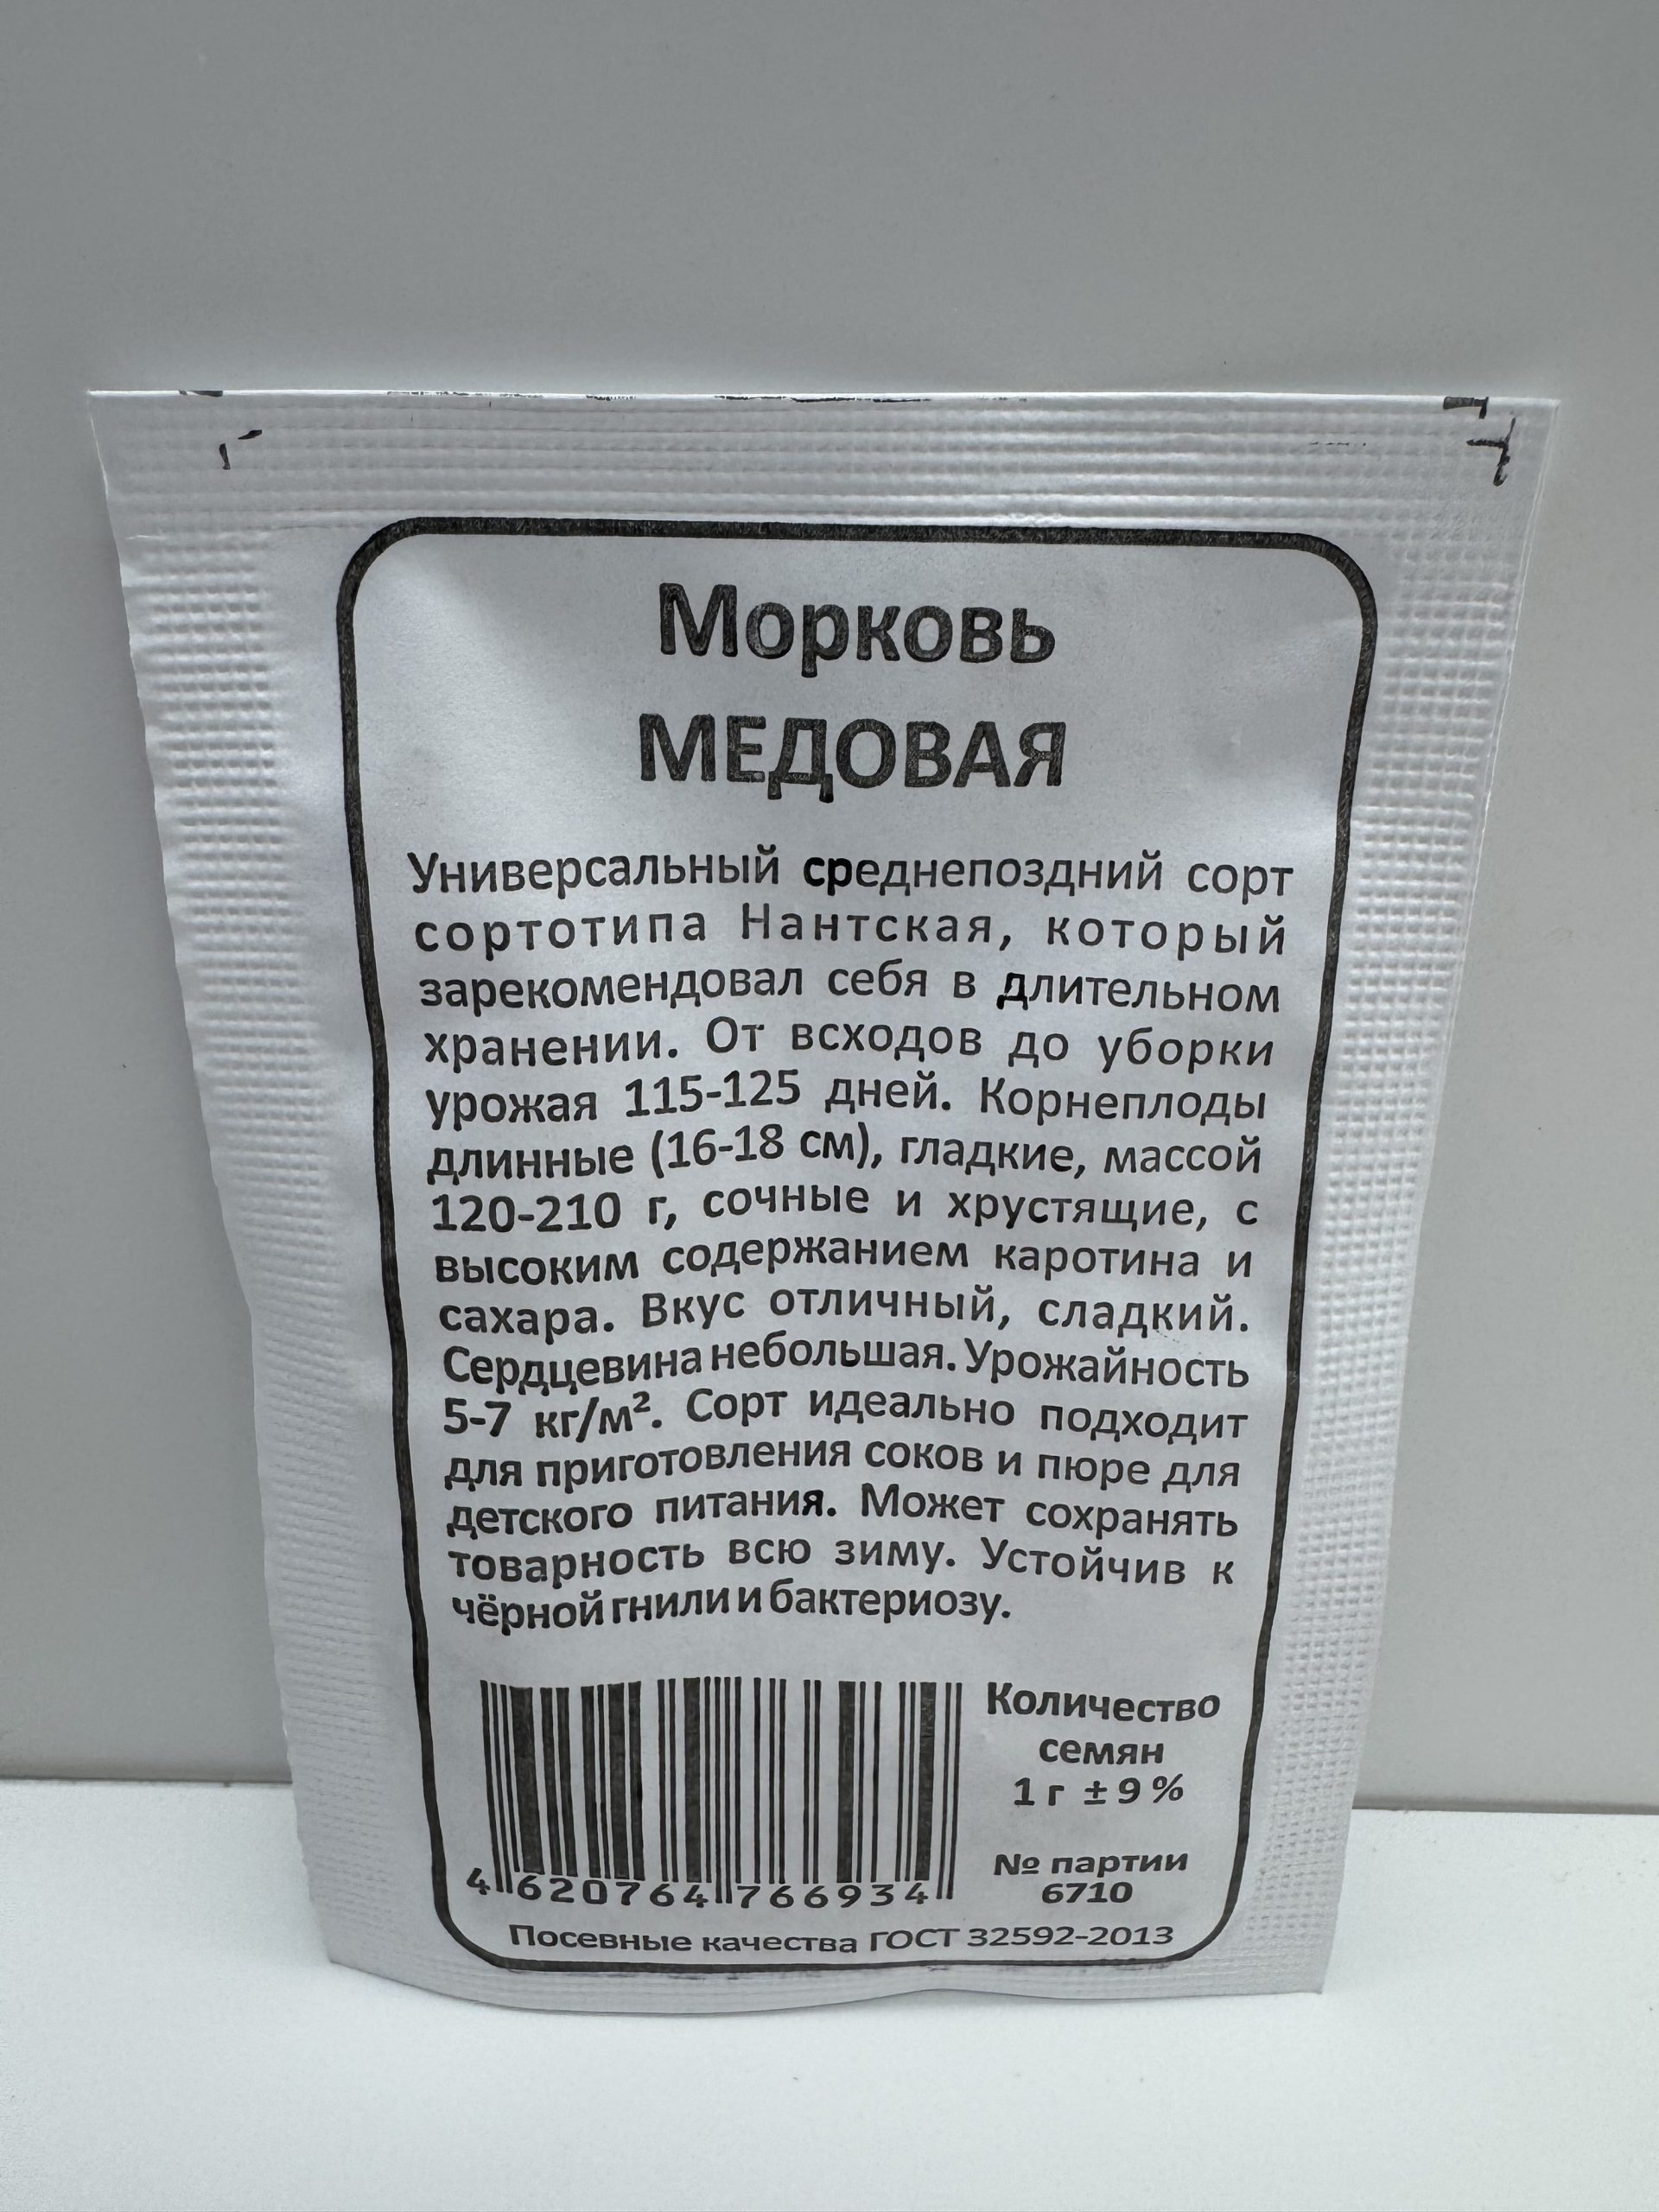 Морковь
МЕДОВАЯ
Универсальный среднепоздний сорт
сортотипа Нантская, который
зарекомендовал себя в длительном
хранении. От всходов до уборки
урожая 115-125 дней. Корнеплоды
длинные (16-18 см), гладкие, массой
120-210 г, сочные и хрустящие, с
высоким содержанием каротина и
сахара. Вкус отличный, сладкий.
Сердцевина небольшая. Урожайность
5-7 кг/м². Сорт идеально подходит
для приготовления соков и пюре для
детского питания. Может сохранять
товарность всю зиму. Устойчив к
чёрной гнили и бактериозу.
Количество
семян
1 г ± 9 %
№ партии
6710
4 620764 766934
Посевные качества ГОСТ 32592-2013